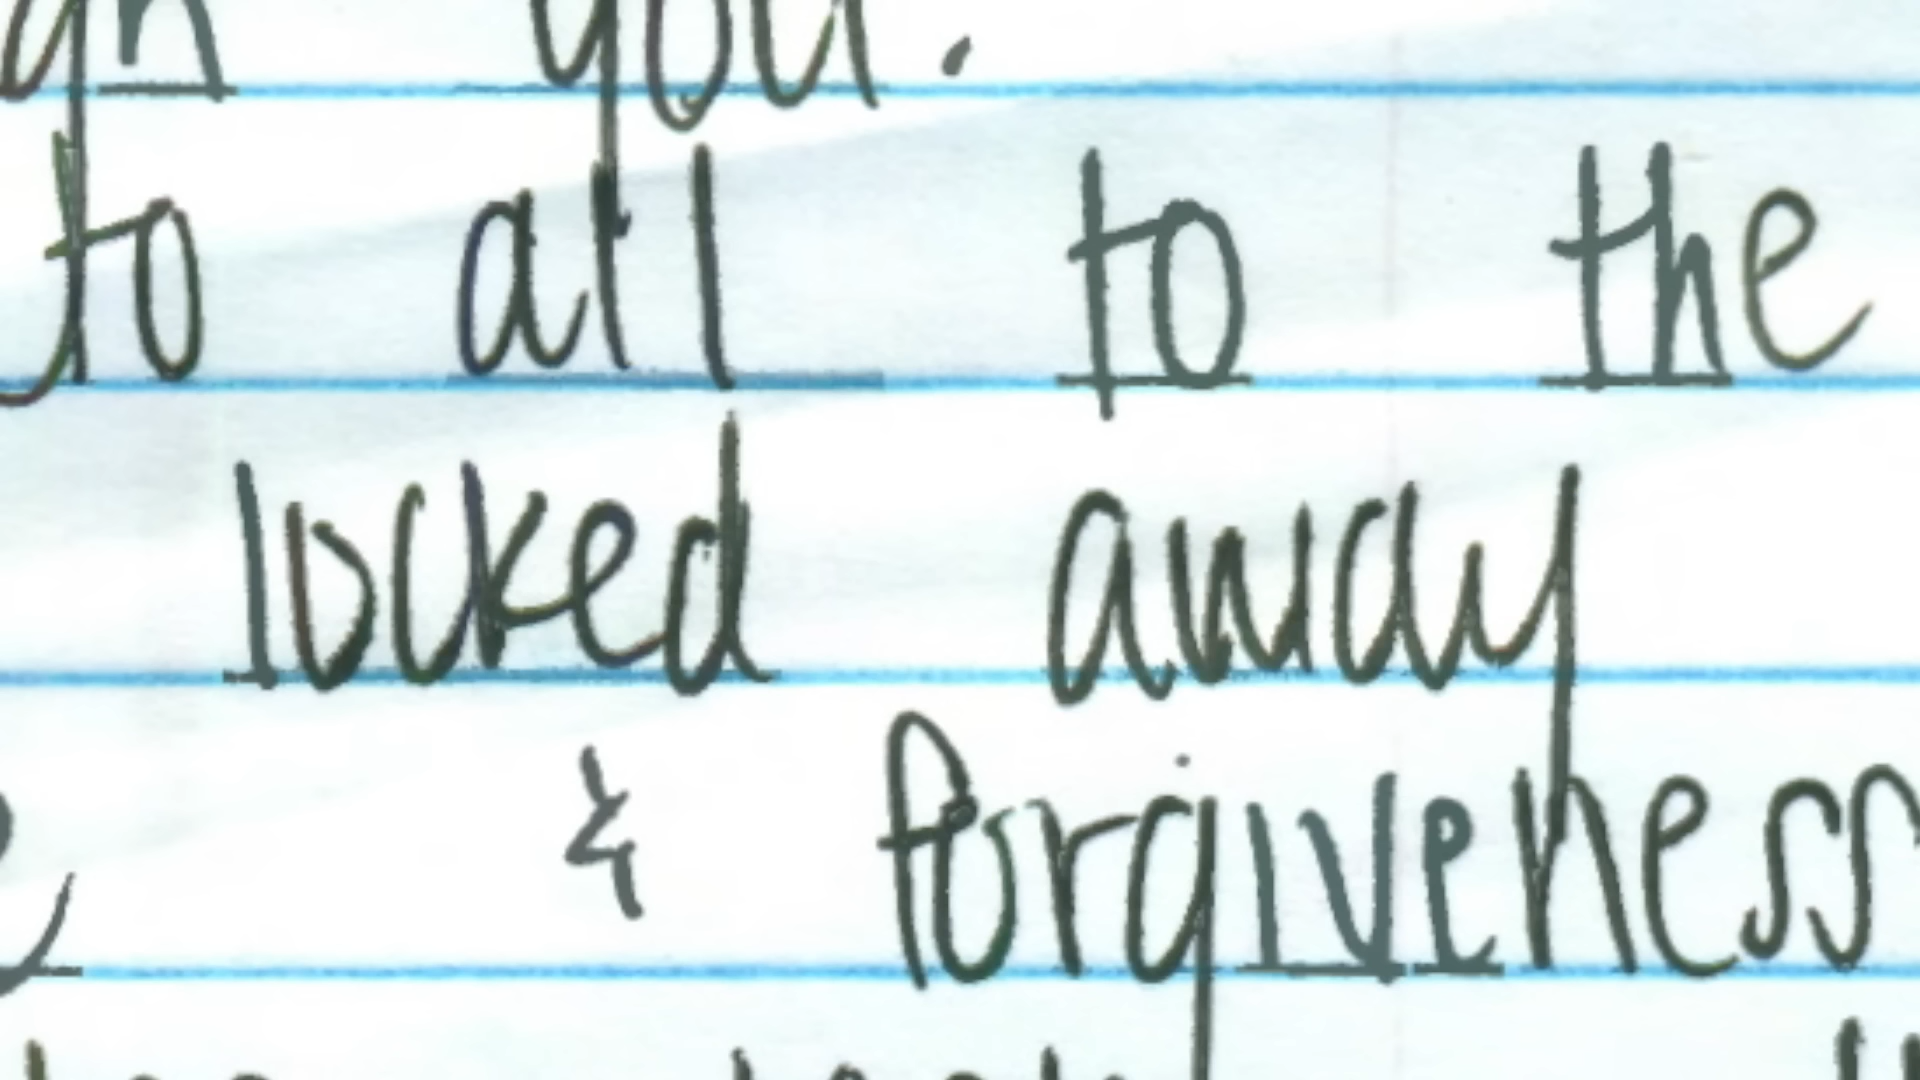 you.
to all to the
locked away
& forgiveness